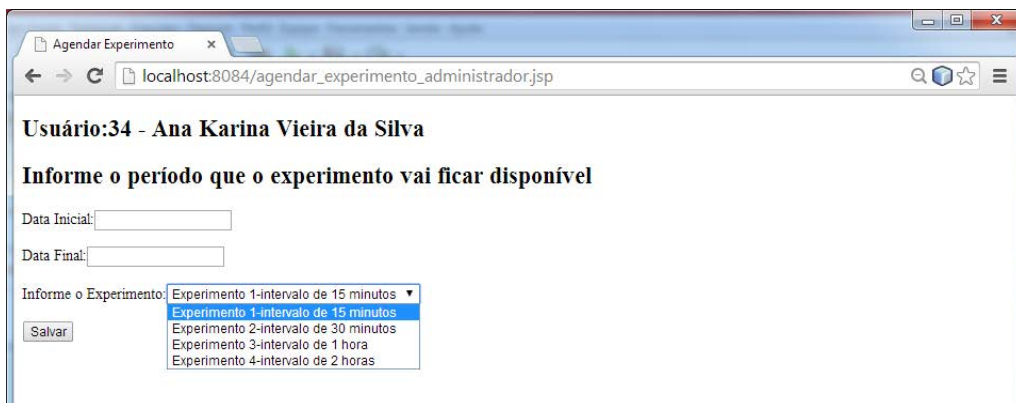 Agendar Experimento
localhost:8084/agendar_experimento_administrador.jsp
Usuário:34 - Ana Karina Vieira da Silva
Informe o período que o experimento vai ficar disponível
Data Inicial:
Data Final:
Informe o Experimento: Experimento 1-intervalo de 15 minutos
Experimento 1-intervalo de 15 minutos
Experimento 2-intervalo de 30 minutos
Experimento 3-intervalo de 1 hora
Experimento 4-intervalo de 2 horas
Salvar